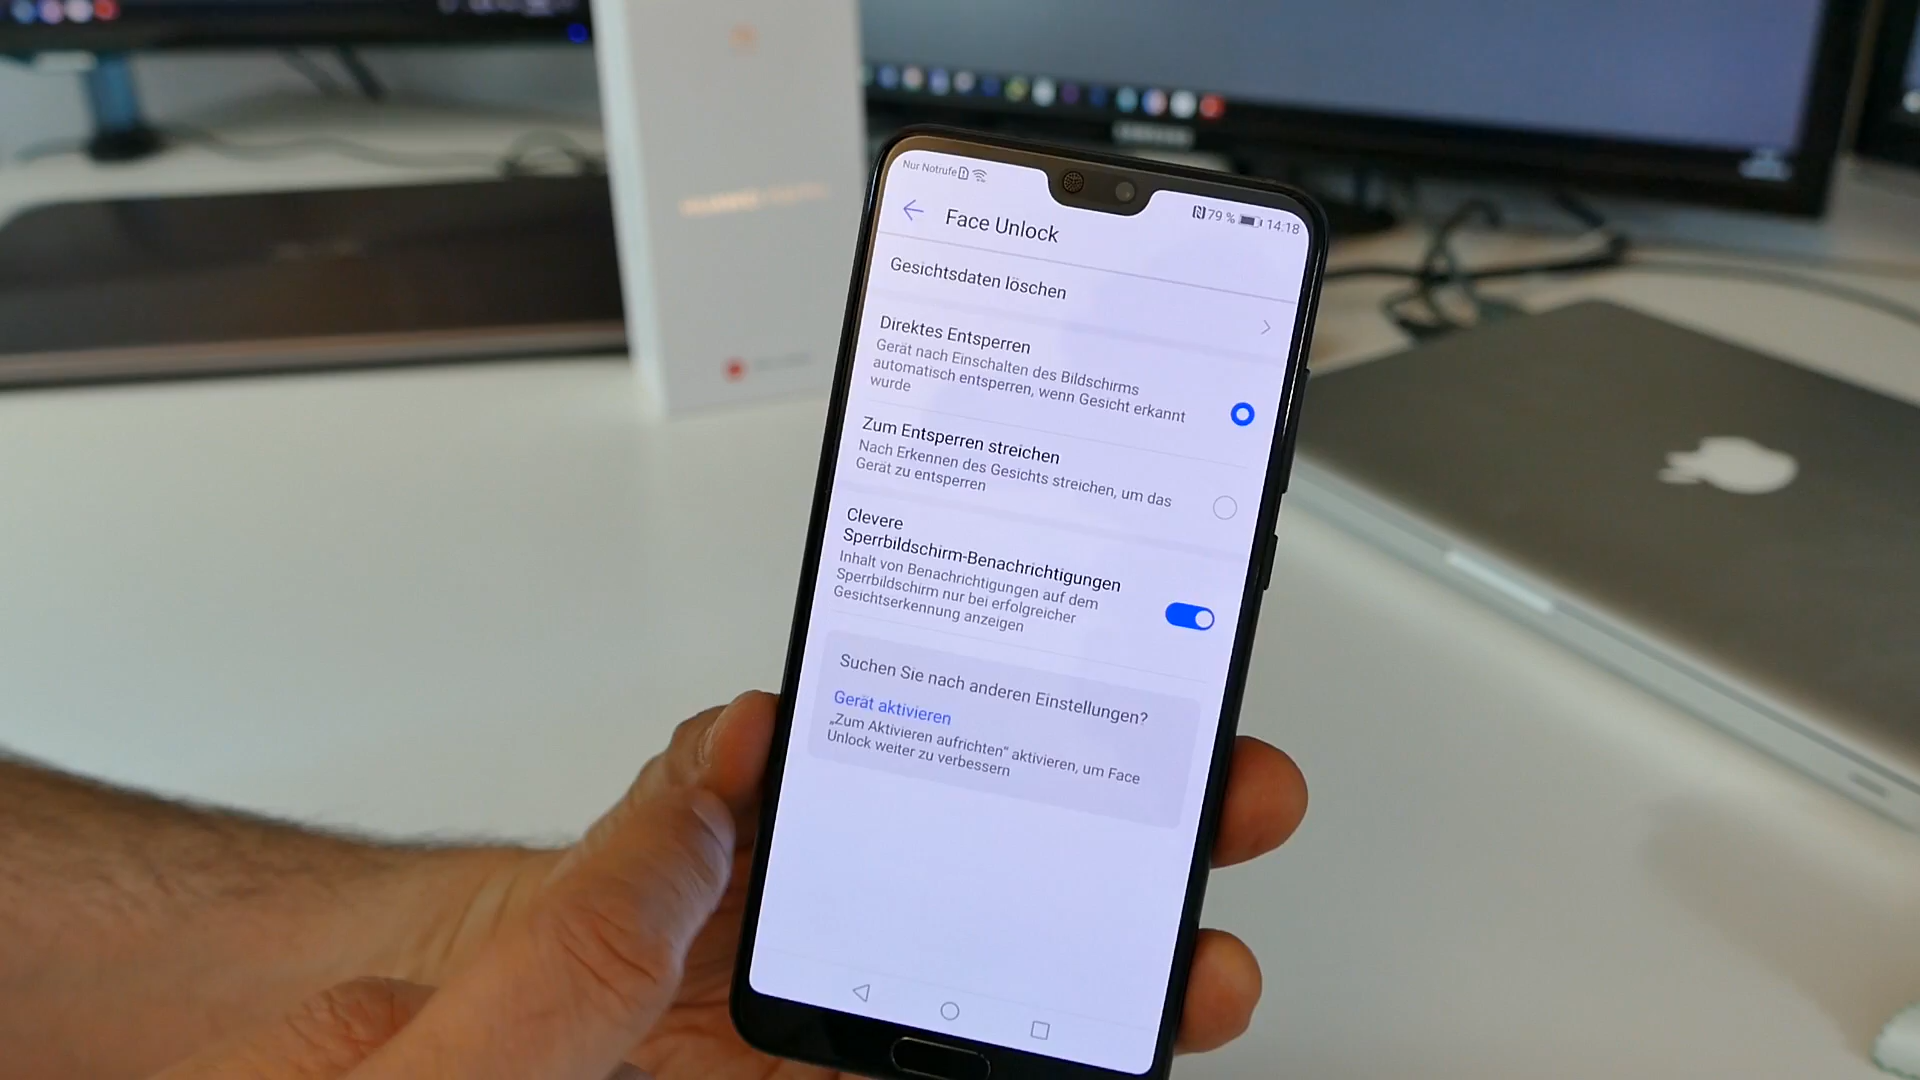 Nur Notrufe
79 % 14:18
Face Unlock
Gesichtsdaten löschen
Direktes Entsperren
Gerät nach Einschalten des Bildschirms
automatisch entsperren, wenn Gesicht erkannt
wurde
Zum Entsperren streichen
Nach Erkennen des Gesichts streichen, um das
Gerät zu entsperren
Clevere
Sperrbildschirm-Benachrichtigungen
Inhalt von Benachrichtigungen auf dem
Sperrbildschirm nur bei erfolgreicher
Gesichtserkennung anzeigen
Suchen Sie nach anderen Einstellungen?
Gerät aktivieren
„Zum Aktivieren aufrichten" aktivieren, um Face
Unlock weiter zu verbessern